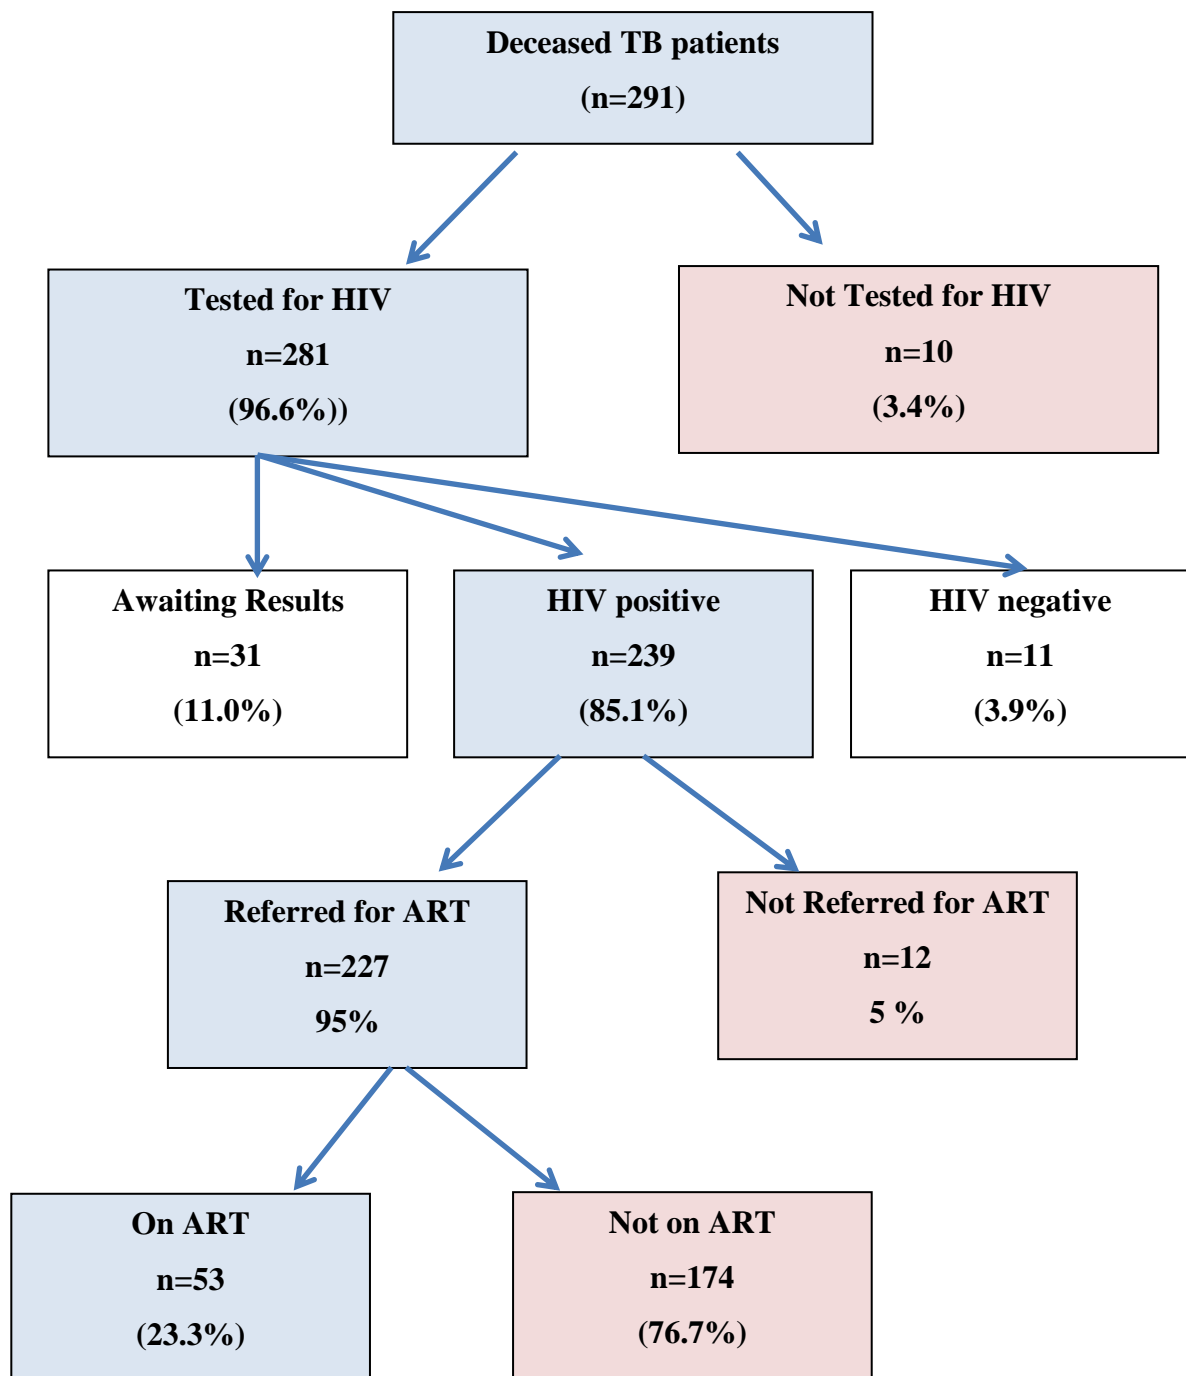 Deceased TB patients
(n=291)
Tested for HIV
n=281
(96.6%))
Not Tested for HIV
n=10
(3.4%)
Awaiting Results
n=31
(11.0%)
HIV positive
n=239
(85.1%)
HIV negative
n=11
(3.9%)
Referred for ART
n=227
95%
Not Referred for ART
n=12
5 %
On ART
n=53
(23.3%)
Not on ART
n=174
(76.7%)